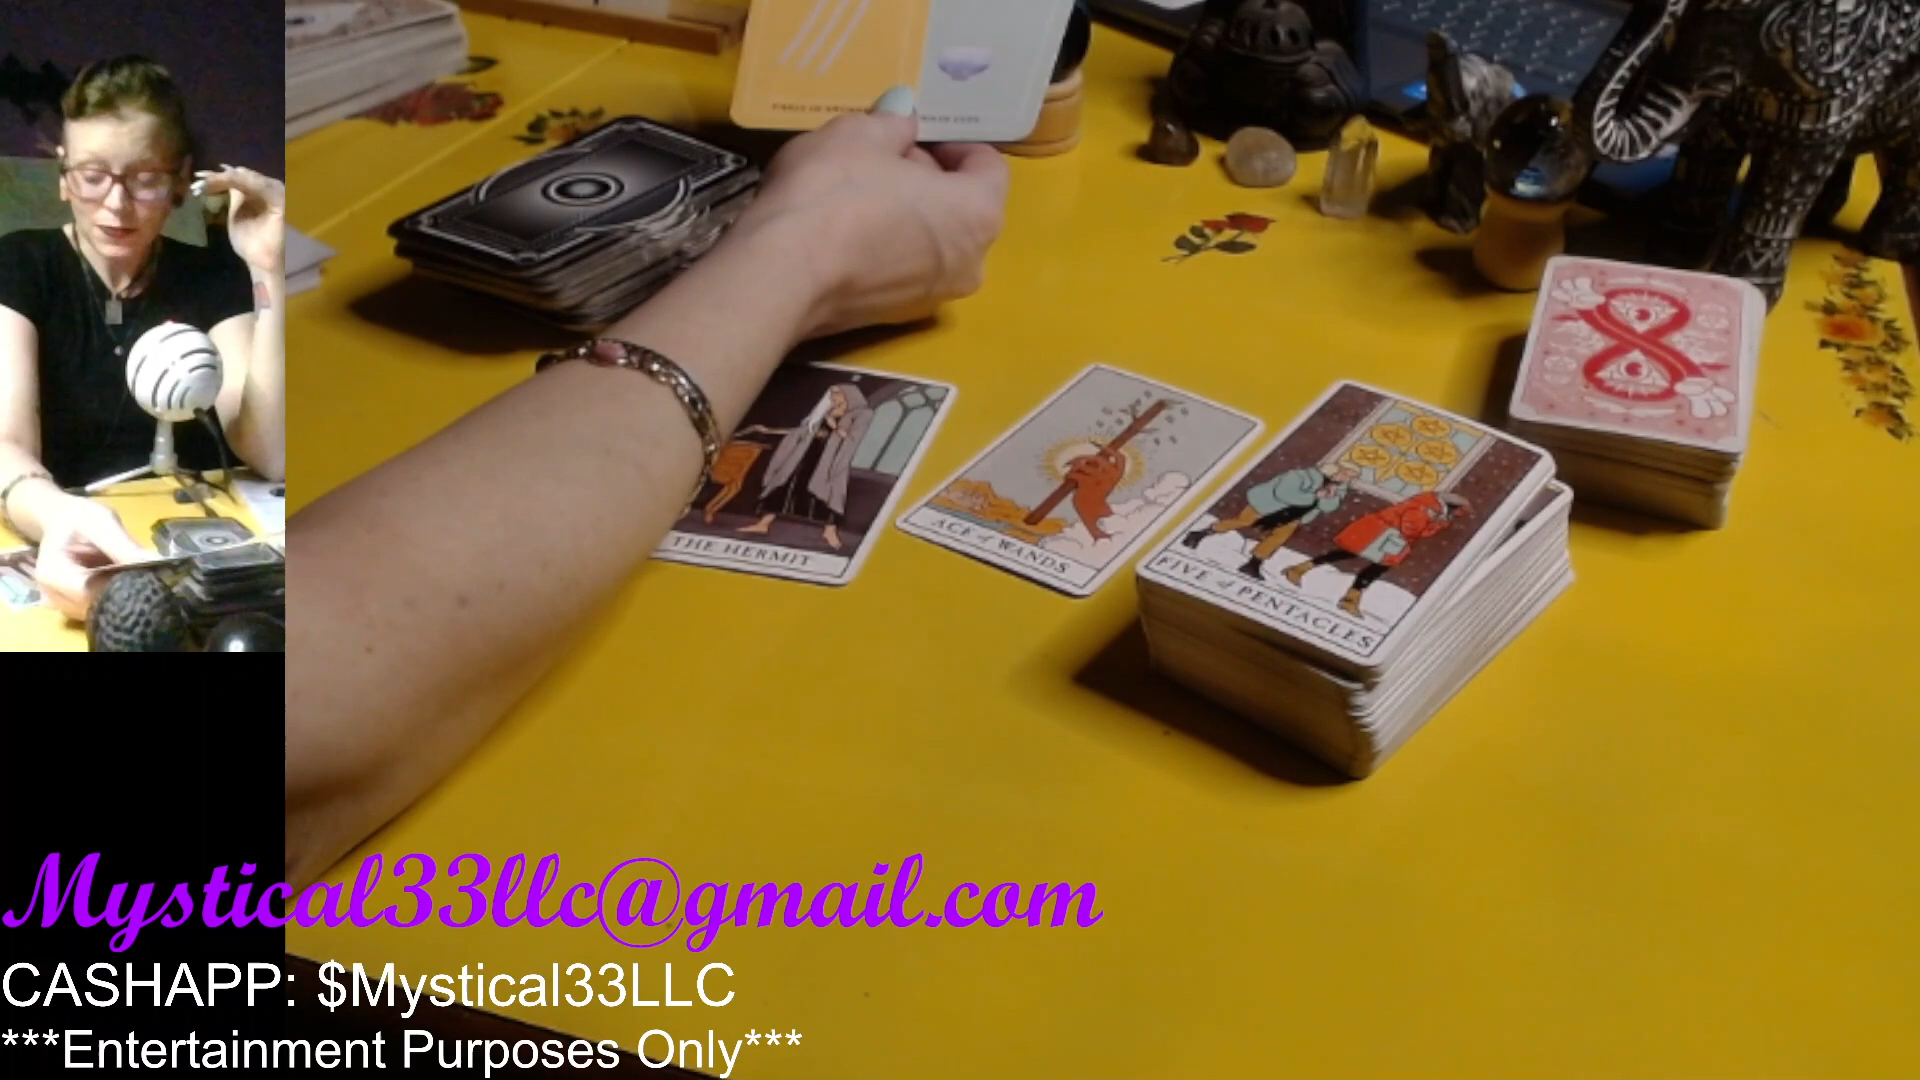 THE HERMIT
ACE of WANDS
FIVE of PENTACLES
Mystical33llc@gmail.com
CASHAPP: $Mystical33LLC
***Entertainment Purposes Only***